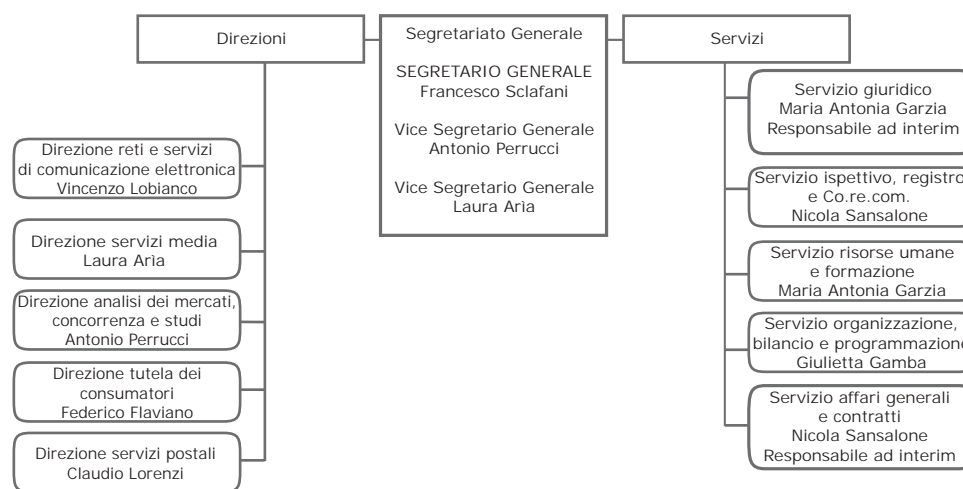 Direzioni
Segretariato Generale
SEGRETARIO GENERALE
Francesco Sclafani
Vice Segretario Generale
Antonio Perrucci
Vice Segretario Generale
Laura Arìa
Servizi
Direzione reti e servizi
di comunicazione elettronica
Vincenzo Lobianco
Direzione servizi media
Laura Arìa
Direzione analisi dei mercati,
concorrenza e studi
Antonio Perrucci
Direzione tutela dei
consumatori
Federico Flaviano
Direzione servizi postali
Claudio Lorenzi
Servizio giuridico
Maria Antonia Garzia
Responsabile ad interim
Servizio ispettivo, registro
e Co.re.com.
Nicola Sansalone
Servizio risorse umane
e formazione
Maria Antonia Garzia
Servizio organizzazione,
bilancio e programmazione
Giulietta Gamba
Servizio affari generali
e contratti
Nicola Sansalone
Responsabile ad interim